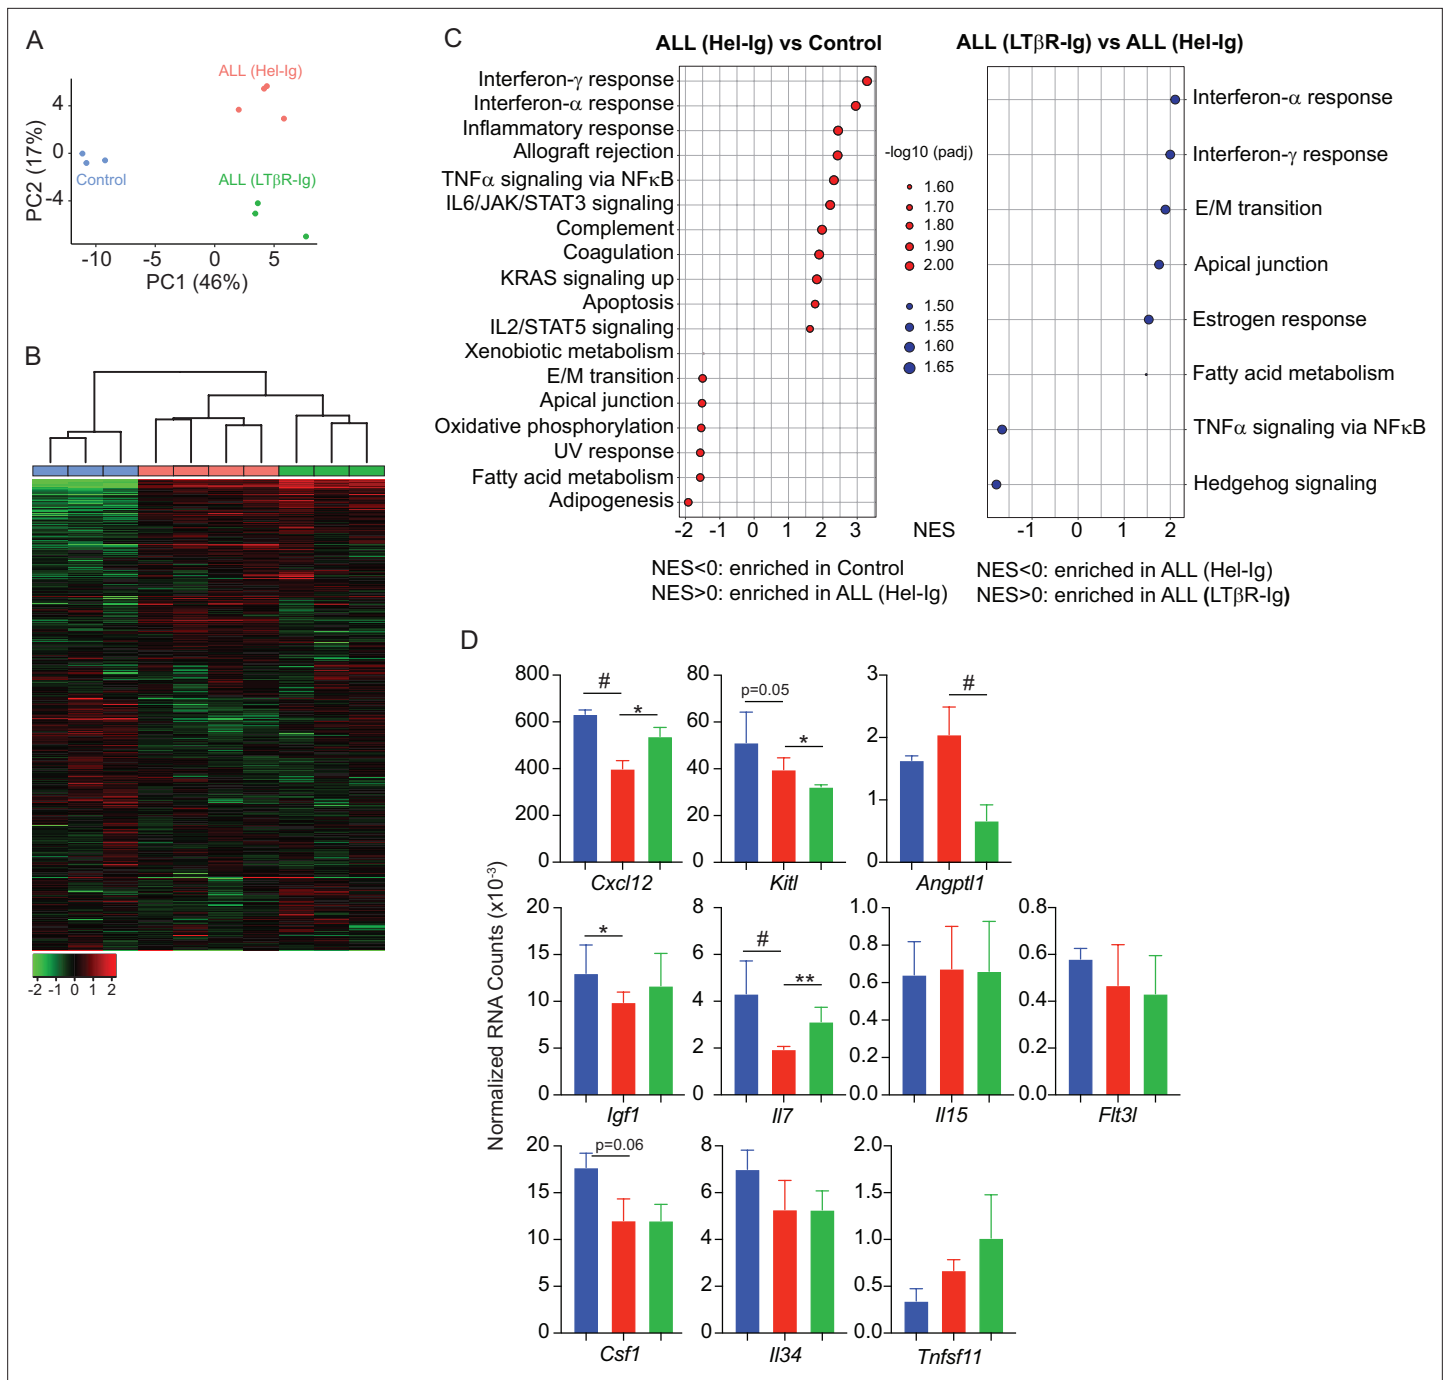 A
ALL (Hel-Ig)
4
0
-4
PC2 (17%)
Control
ALL (LTβR-Ig)
-10 -5 0 5
PC1 (46%)
B
-2 -1 0 1 2
C
ALL (Hel-Ig) vs Control
Interferon-γ response
Interferon-α response
Inflammatory response
Allograft rejection
TNFα signaling via NFκB
IL6/JAK/STAT3 signaling
Complement
Coagulation
KRAS signaling up
Apoptosis
IL2/STAT5 signaling
Xenobiotic metabolism
E/M transition
Apical junction
Oxidative phosphorylation
UV response
Fatty acid metabolism
Adipogenesis
-2 -1 0 1 2 3
NES
NES<0: enriched in Control
NES>0: enriched in ALL (Hel-Ig)
-log10 (padj)
1.60
1.70
1.80
1.90
2.00
1.50
1.55
1.60
1.65
ALL (LTβR-Ig) vs ALL (Hel-Ig)
Interferon-α response
Interferon-γ response
E/M transition
Apical junction
Estrogen response
Fatty acid metabolism
TNFα signaling via NFκB
Hedgehog signaling
-1 0 1 2
NES<0: enriched in ALL (Hel-Ig)
NES>0: enriched in ALL (LTβR-Ig)
D
Normalized RNA Counts (x10⁻³)
800
600
400
200
0
#
*
Cxcl12
80
60
40
20
0
p=0.05
*
Kitl
3
2
1
0
#
Angptl1
20
15
10
5
0
*
Igf1
8
6
4
2
0
#
**
Il7
1.0
0.8
0.6
0.4
0.2
0.0
Il15
0.8
0.6
0.4
0.2
0.0
Flt3l
20
15
10
5
0
p=0.06
Csf1
8
6
4
2
0
Il34
2.0
1.5
1.0
0.5
0.0
Tnfsf11